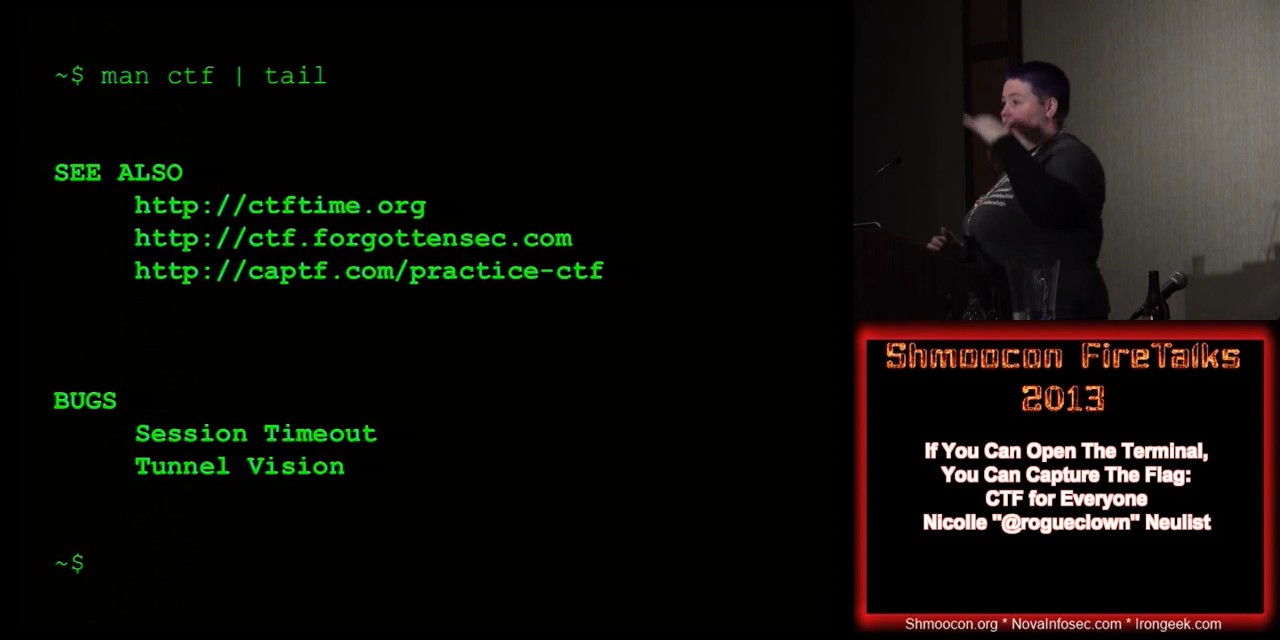 ~$ man ctf | tail
SEE ALSO
http://ctftime.org
http://ctf.forgottensec.com
http://captf.com/practice-ctf
BUGS
Session Timeout
Tunnel Vision
~$
Shmoocon FireTalks
2013
If You Can Open The Terminal,
You Can Capture The Flag:
CTF for Everyone
Nicolle "@rogueclown" Neulist
Shmoocon.org * NovaInfosec.com * Irongeek.com